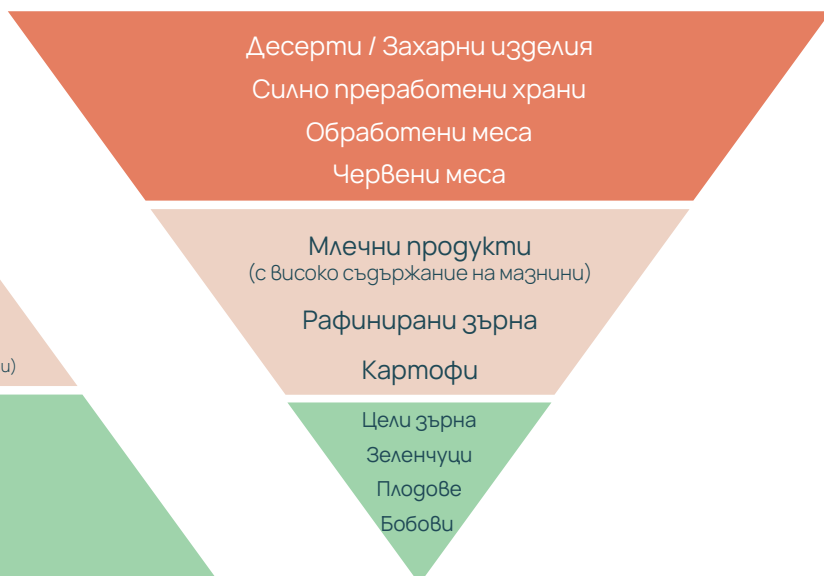 Десерти / Захарни изделия
Силно преработени храни
Обработени меса
Червени меса
Млечни продукти
(с високо съдържание на мазнини)
Рафинирани зърна
Картофи
Цели зърна
Зеленчуци
Плодове
Бобови